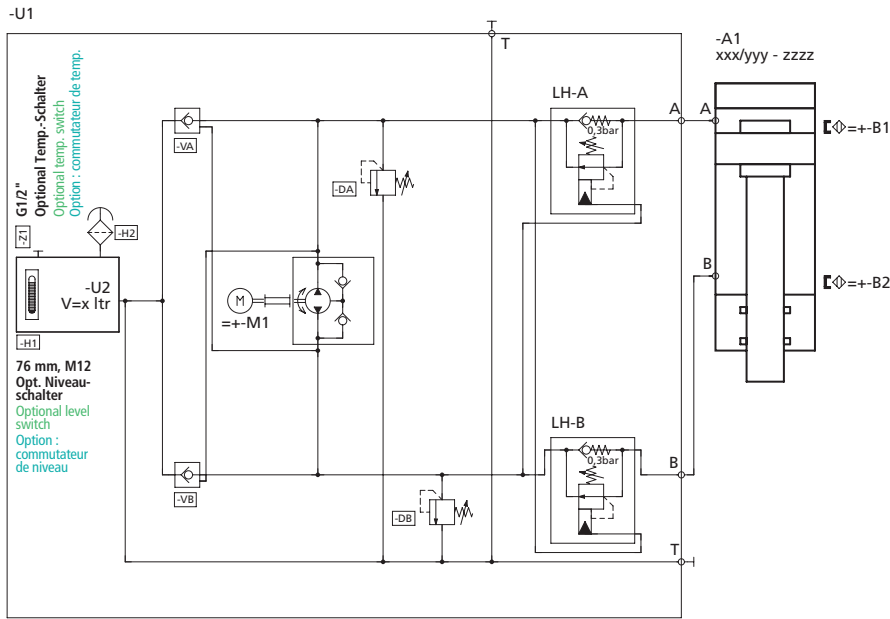 -U1
T
-A1
xxx/yyy - zzzz
LH-A
0,3bar
A
A
=+-B1
-VA
-DA
G1/2"
Optional Temp.-Schalter
Optional temp. switch
Option : commutateur de temp.
-Z1
-H2
-U2
V=x ltr
M
=+-M1
B
=+-B2
-H1
76 mm, M12
Opt. Niveau-
schalter
Optional level
switch
Option :
commutateur
de niveau
LH-B
0,3bar
B
-VB
-DB
T